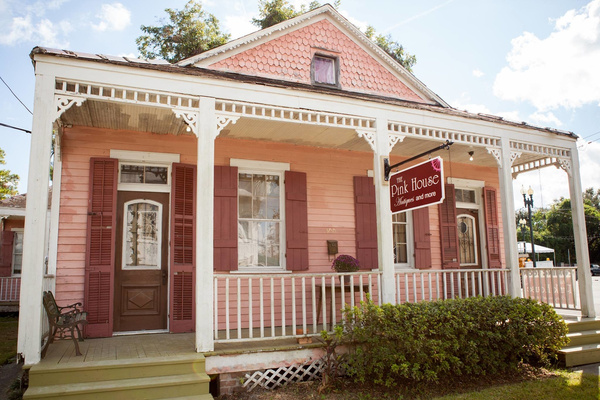 THE
Pink House
Antiques
and more